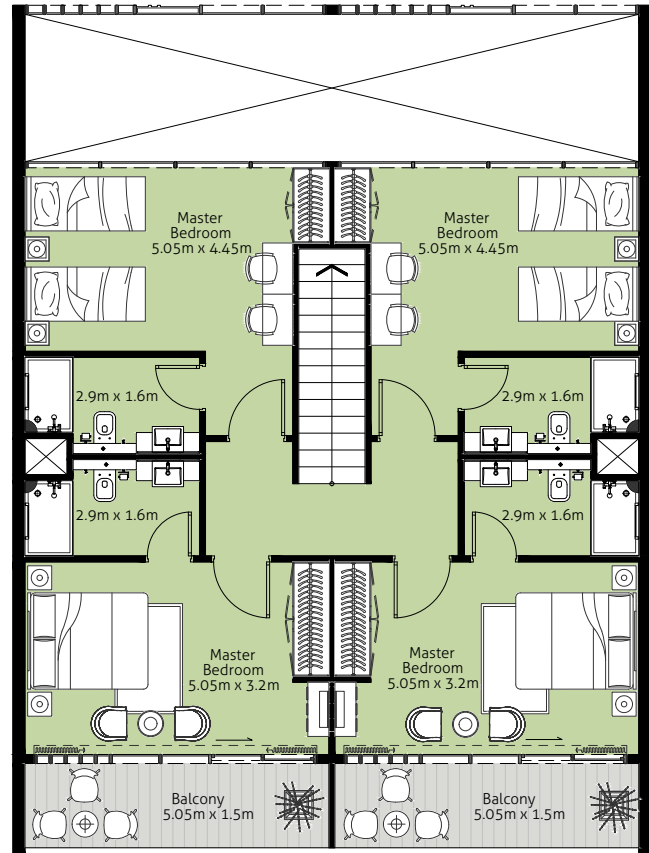 Master
Bedroom
5.05m x 4.45m
Master
Bedroom
5.05m x 4.45m
2.9m x 1.6m
2.9m x 1.6m
2.9m x 1.6m
2.9m x 1.6m
Master
Bedroom
5.05m x 3.2m
Master
Bedroom
5.05m x 3.2m
Balcony
5.05m x 1.5m
Balcony
5.05m x 1.5m